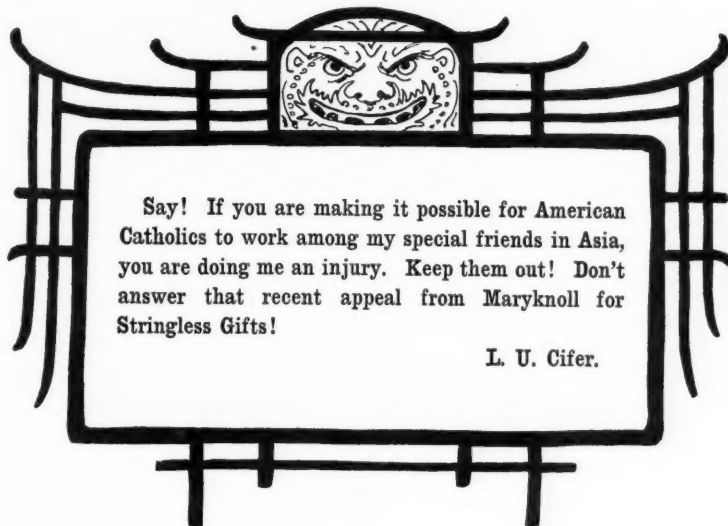 Say! If you are making it possible for American
Catholics to work among my special friends in Asia,
you are doing me an injury. Keep them out! Don't
answer that recent appeal from Maryknoll for
Stringless Gifts!
L. U. Cifer.